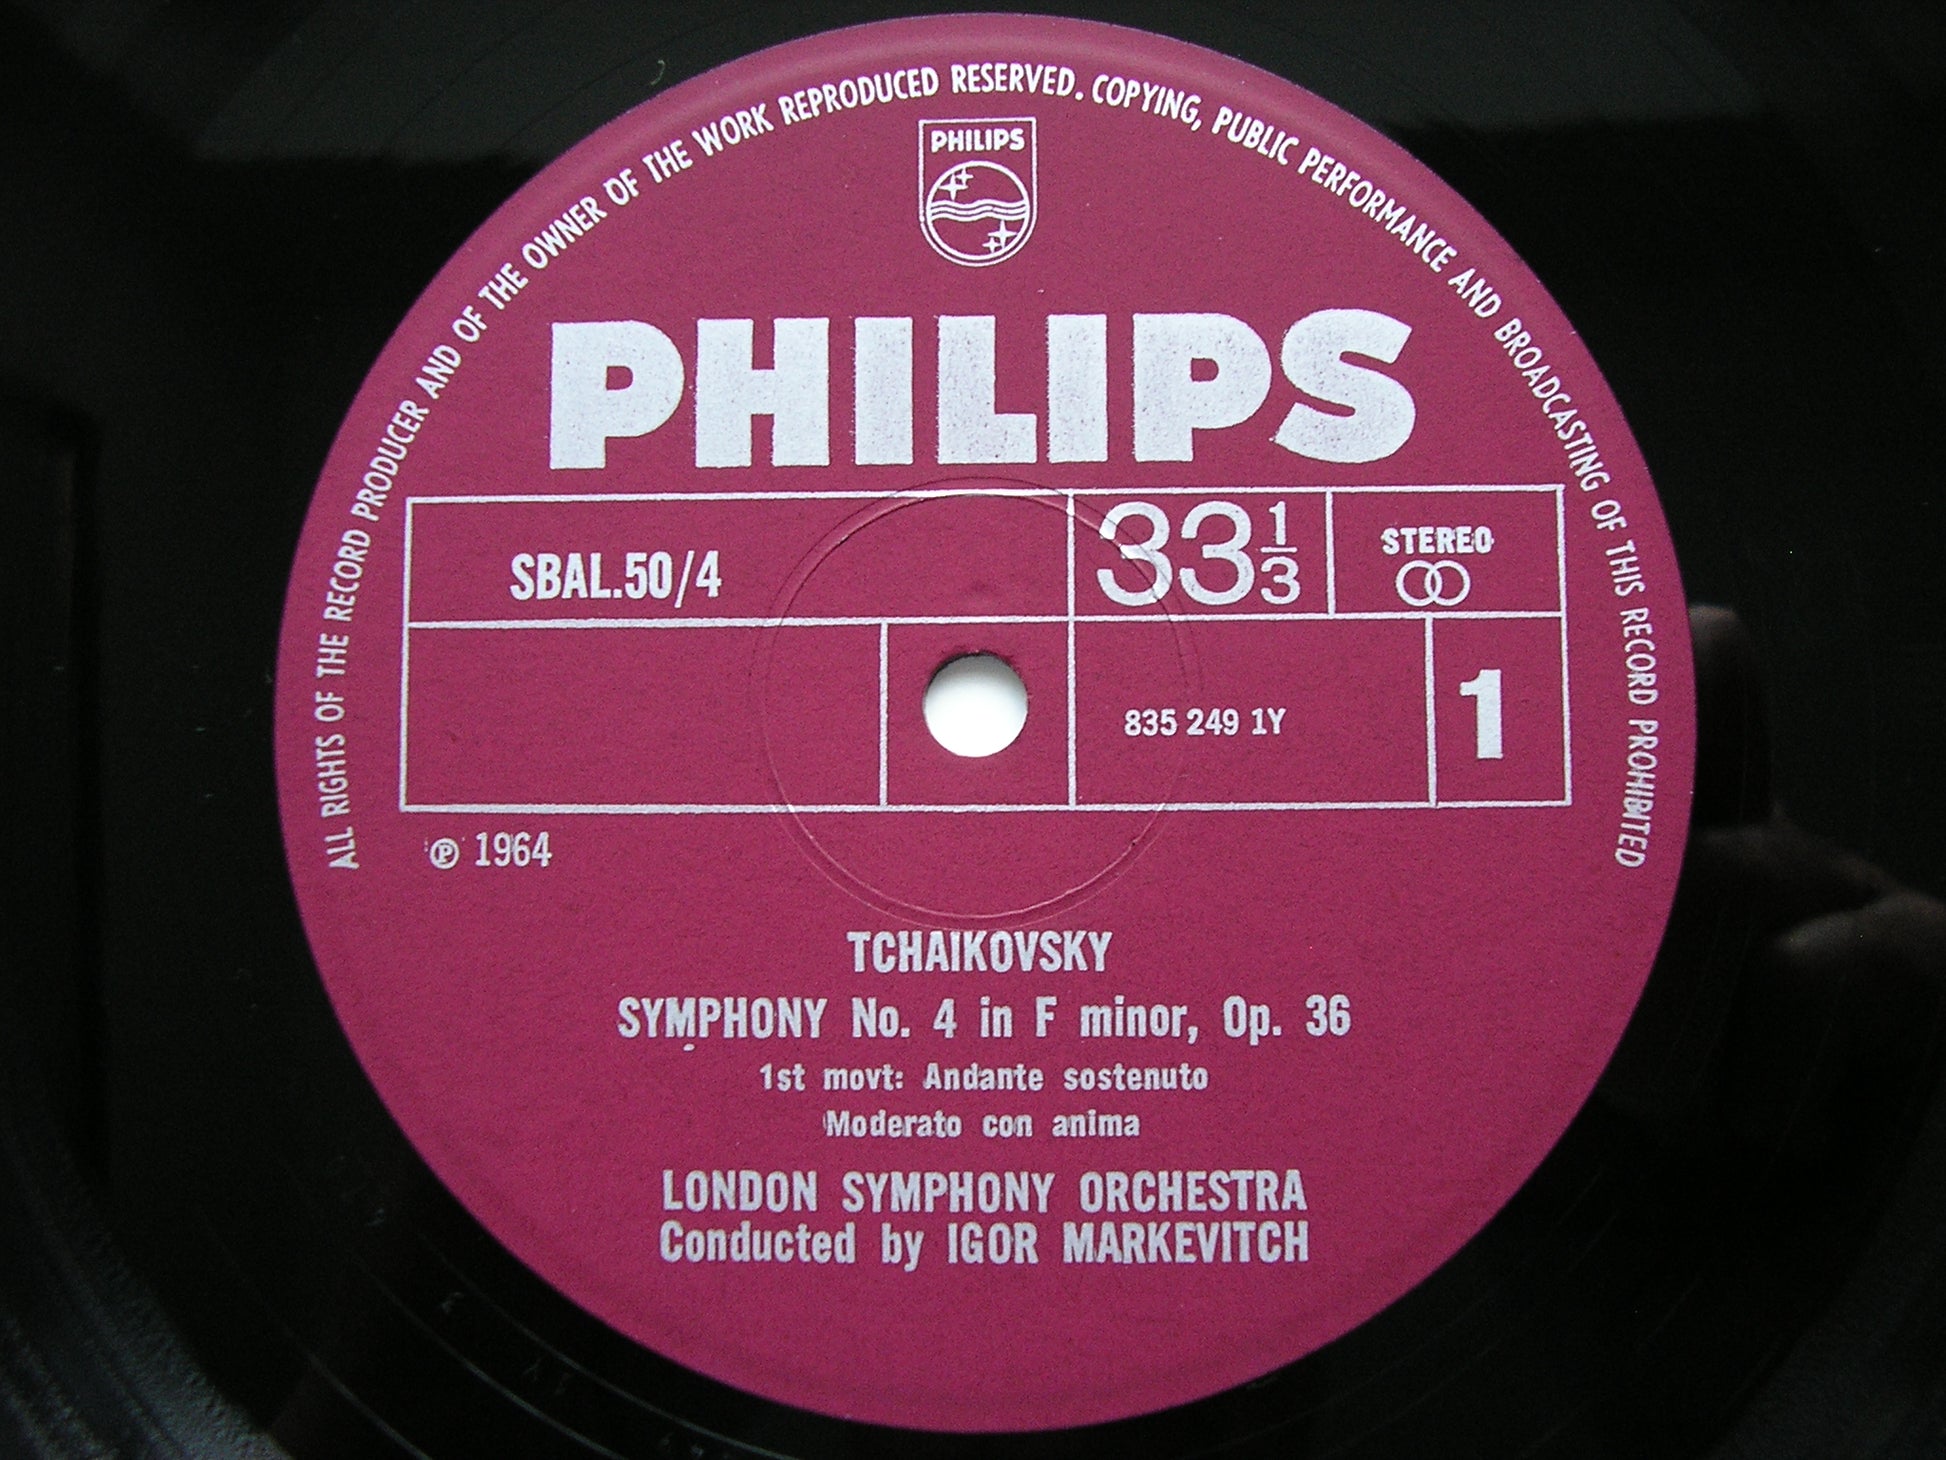 ALL RIGHTS OF THE RECORD PRODUCER AND OF THE OWNER OF THE WORK REPRODUCED RESERVED. COPYING, PUBLIC PERFORMANCE AND BROADCASTING OF THIS RECORD PROHIBITED
PHILIPS
PHILIPS
SBAL.50/4
33 1/3
STEREO
835 249 1Y
1
℗ 1964
TCHAIKOVSKY
SYMPHONY No. 4 in F minor, Op. 36
1st movt: Andante sostenuto
Moderato con anima
LONDON SYMPHONY ORCHESTRA
Conducted by IGOR MARKEVITCH